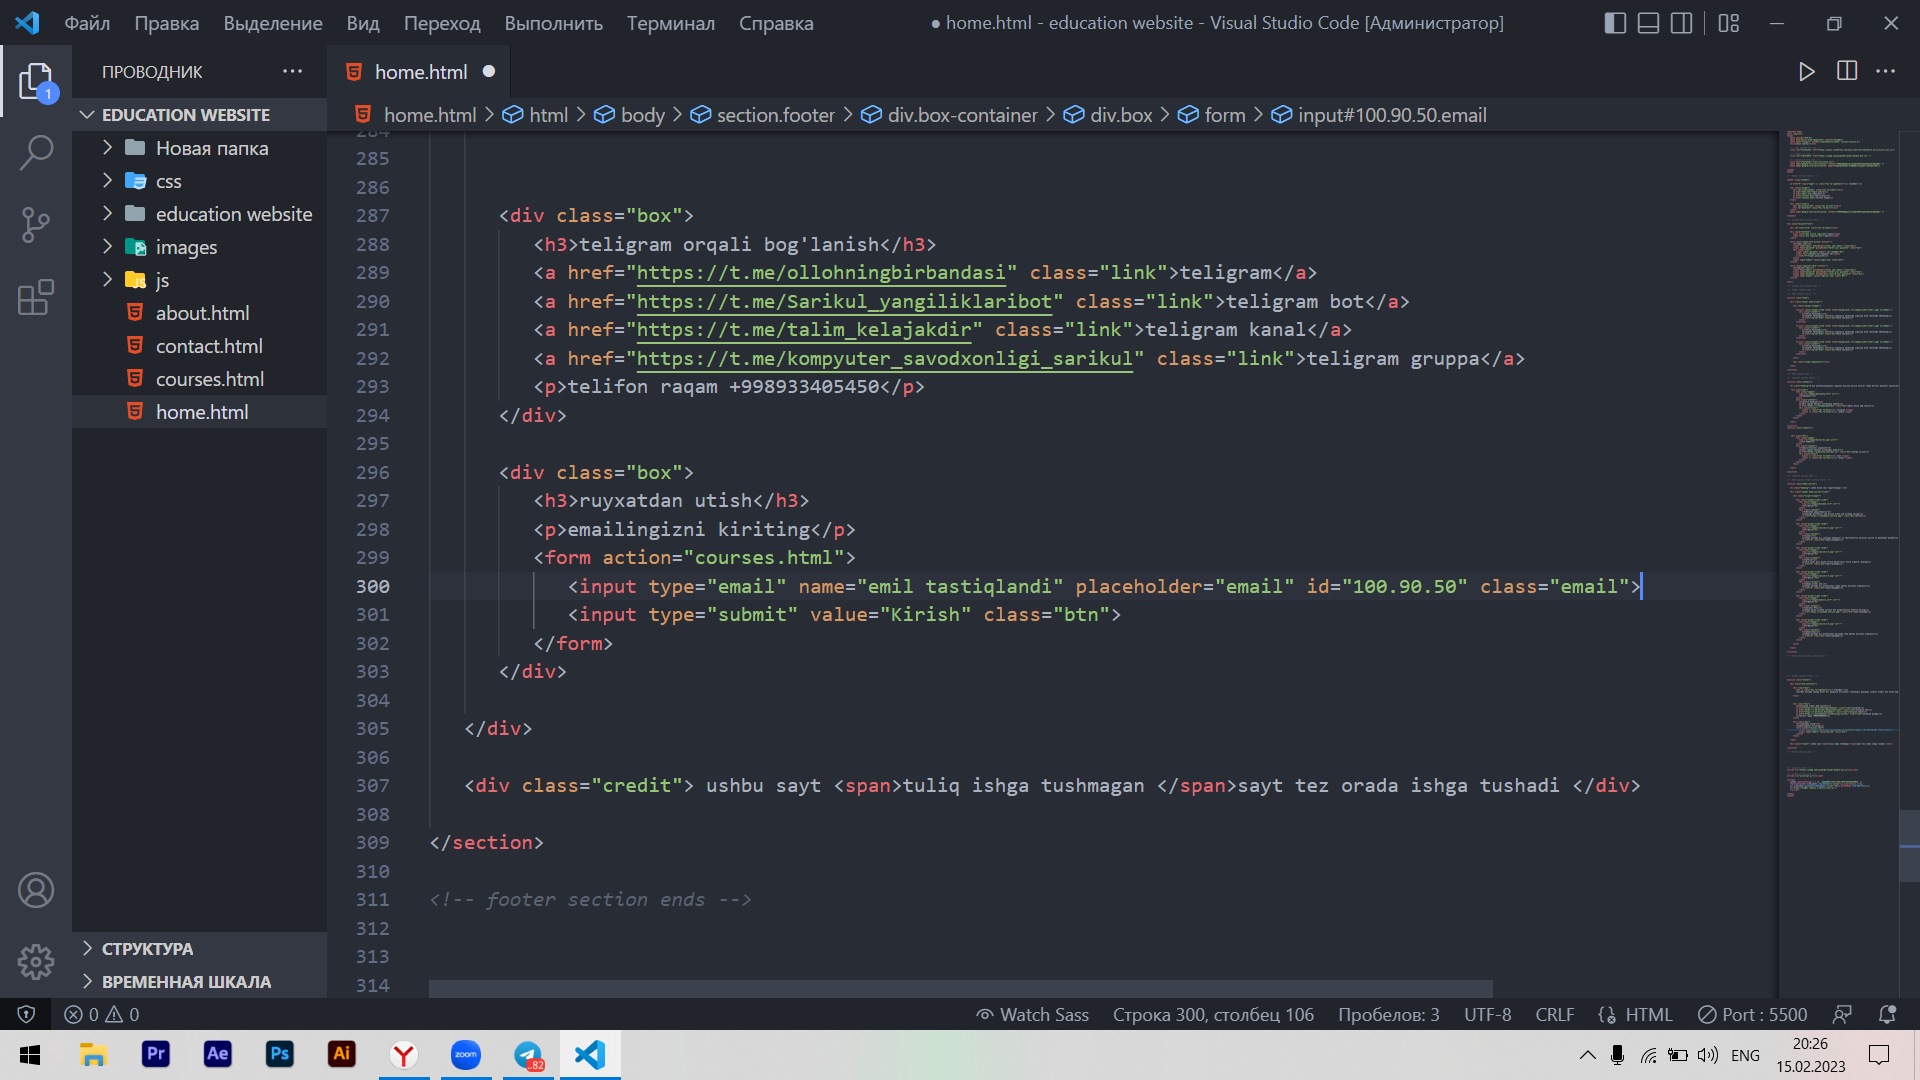 Файл Правка Выделение Вид Переход Выполнить Терминал Справка
● home.html - education website - Visual Studio Code [Администратор]
ПРОВОДНИК
home.html
1
EDUCATION WEBSITE
home.html > html > body > section.footer > div.box-container > div.box > form > input#100.90.50.email
Новая папка
css
education website
images
js
about.html
contact.html
courses.html
home.html
СТРУКТУРА
ВРЕМЕННАЯ ШКАЛА
284
285
286
287 <div class="box">
288 <h3>teligram orqali bog'lanish</h3>
289 <a href="https://t.me/ollohningbirbandasi" class="link">teligram</a>
290 <a href="https://t.me/Sarikul_yangiliklaribot" class="link">teligram bot</a>
291 <a href="https://t.me/talim_kelajakdir" class="link">teligram kanal</a>
292 <a href="https://t.me/kompyuter_savodxonligi_sarikul" class="link">teligram gruppa</a>
293 <p>telifon raqam +998933405450</p>
294 </div>
295
296 <div class="box">
297 <h3>ruyxatdan utish</h3>
298 <p>emailingizni kiriting</p>
299 <form action="courses.html">
300 <input type="email" name="emil tastiqlandi" placeholder="email" id="100.90.50" class="email">
301 <input type="submit" value="Kirish" class="btn">
302 </form>
303 </div>
304
305 </div>
306
307 <div class="credit"> ushbu sayt <span>tuliq ishga tushmagan </span>sayt tez orada ishga tushadi </div>
308
309 </section>
310
311 <!-- footer section ends -->
312
313
314
0 0
Watch Sass
Строка 300, столбец 106
Пробелов: 3
UTF-8
CRLF
HTML
Port : 5500
Pr
Ae
Ps
Ai
Y
zoom
..82
ENG
20:26
15.02.2023